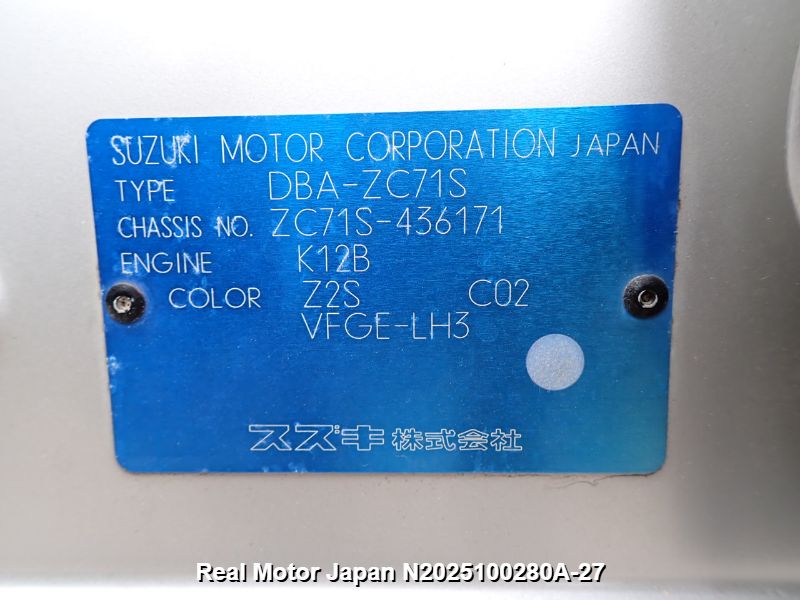 SUZUKI MOTOR CORPORATION JAPAN
TYPE DBA-ZC71S
CHASSIS NO. ZC71S-436171
ENGINE K12B
COLOR Z2S C02
VFGE-LH3
スズキ株式会社
Real Motor Japan N2025100280A-27